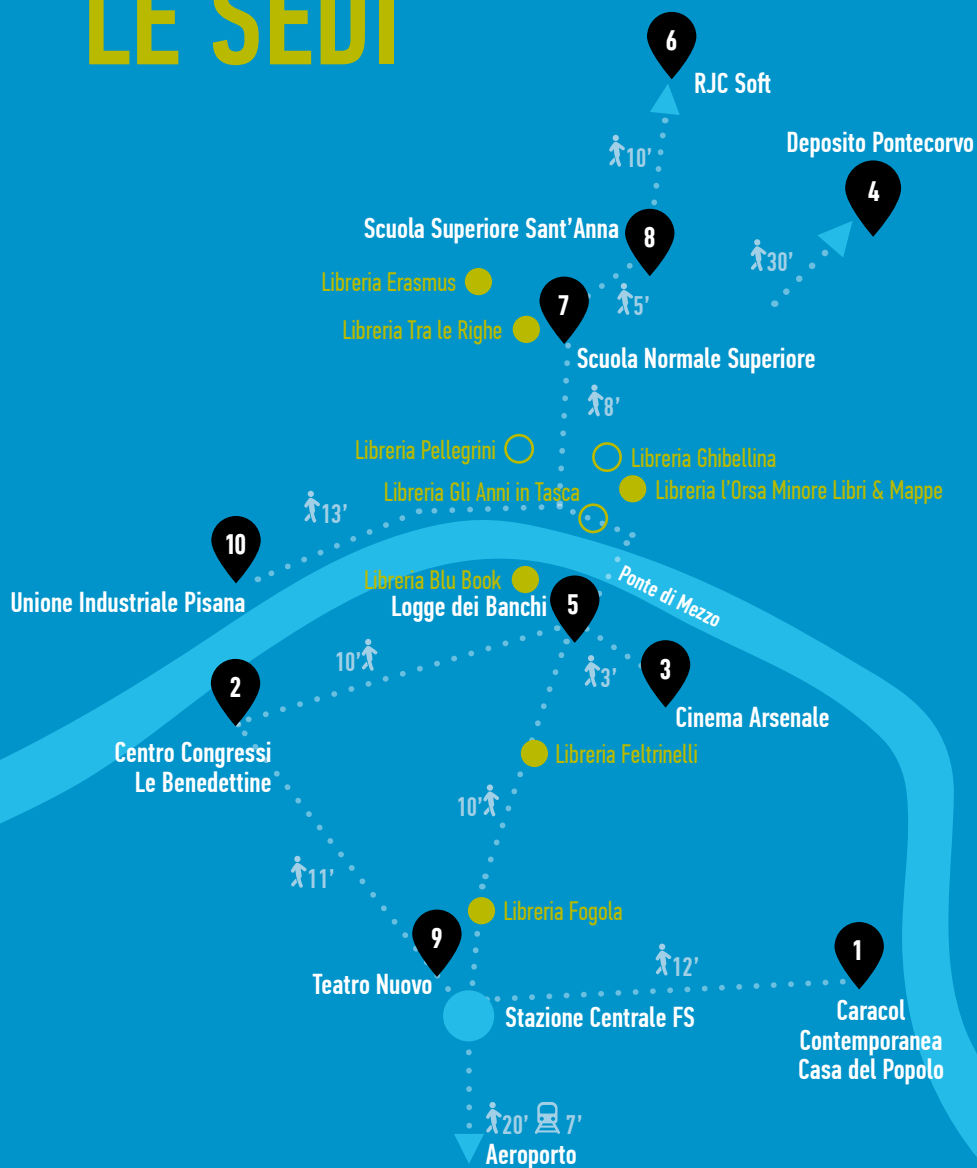 LE SEDI
6
RJC Soft
10’
Deposito Pontecorvo
4
Scuola Superiore Sant’Anna
8
30’
Libreria Erasmus
5’
7
Libreria Tra le Righe
Scuola Normale Superiore
8’
Libreria Pellegrini
Libreria Ghibellina
Libreria Gli Anni in Tasca
Libreria l’Orsa Minore Libri & Mappe
13’
10
Unione Industriale Pisana
Libreria Blu Book
Logge dei Banchi
5
Ponte di Mezzo
10’
3’
3
Cinema Arsenale
2
Centro Congressi
Le Benedettine
Libreria Feltrinelli
10’
11’
Libreria Fogola
9
Teatro Nuovo
12’
1
Stazione Centrale FS
Caracol
Contemporanea
Casa del Popolo
20’ 7’
Aeroporto